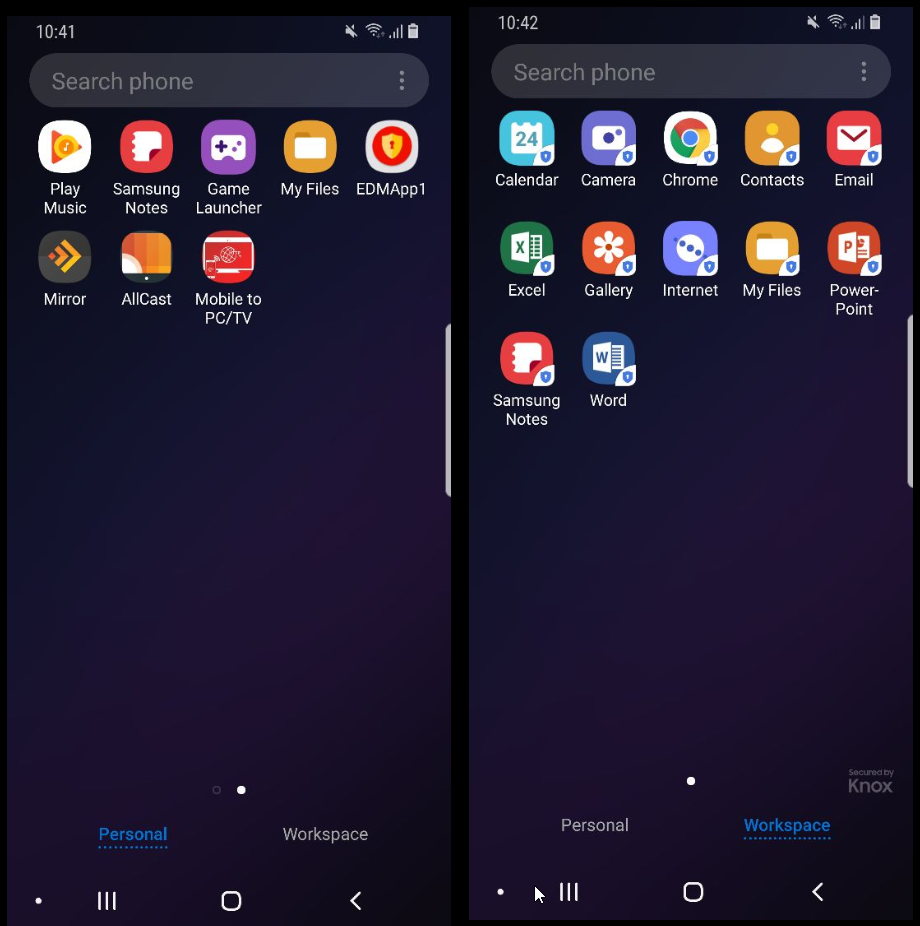 10:41
Search phone
Play Music
Samsung Notes
Game Launcher
My Files
EDMApp1
Mirror
AllCast
Mobile to PC/TV
Personal
Workspace
10:42
Search phone
24
Calendar
Camera
Chrome
Contacts
Email
X
Excel
Gallery
Internet
My Files
P
Power-
Point
Samsung Notes
W
Word
Secured by
Knox
Personal
Workspace